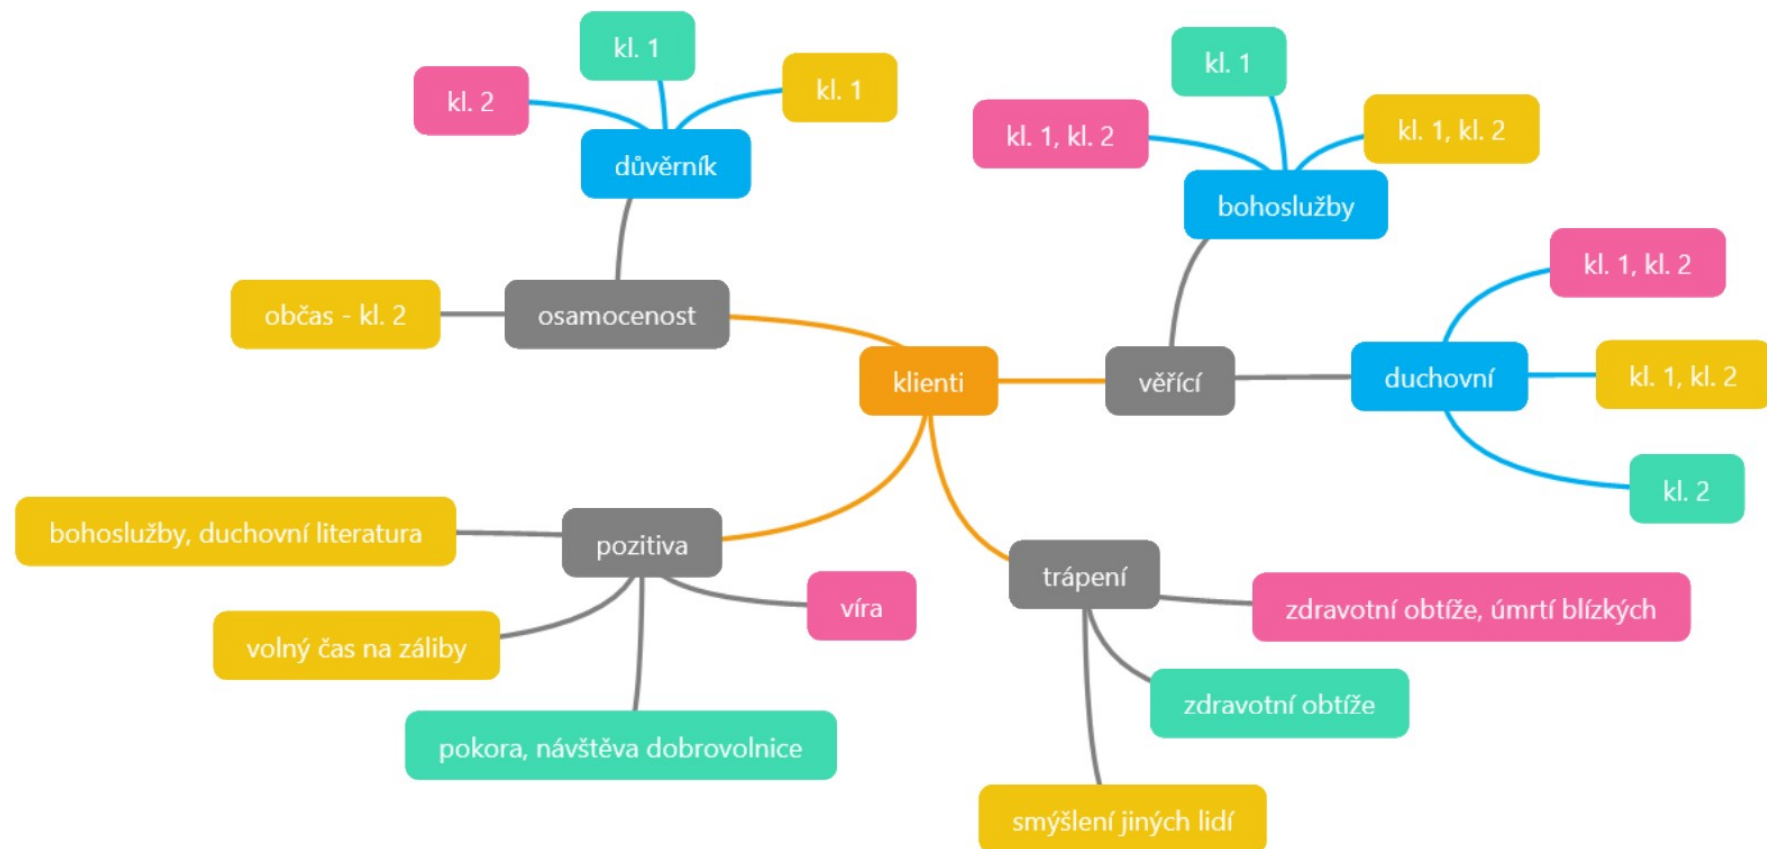 kl. 1
kl. 2
kl. 1
důvěrník
občas - kl. 2
osamocenost
kl. 1
kl. 1, kl. 2
kl. 1, kl. 2
bohoslužby
kl. 1, kl. 2
klienti
věřící
duchovní
kl. 1, kl. 2
kl. 2
bohoslužby, duchovní literatura
pozitiva
víra
volný čas na záliby
pokora, návštěva dobrovolnice
trápení
zdravotní obtíže, úmrtí blízkých
zdravotní obtíže
smýšlení jiných lidí